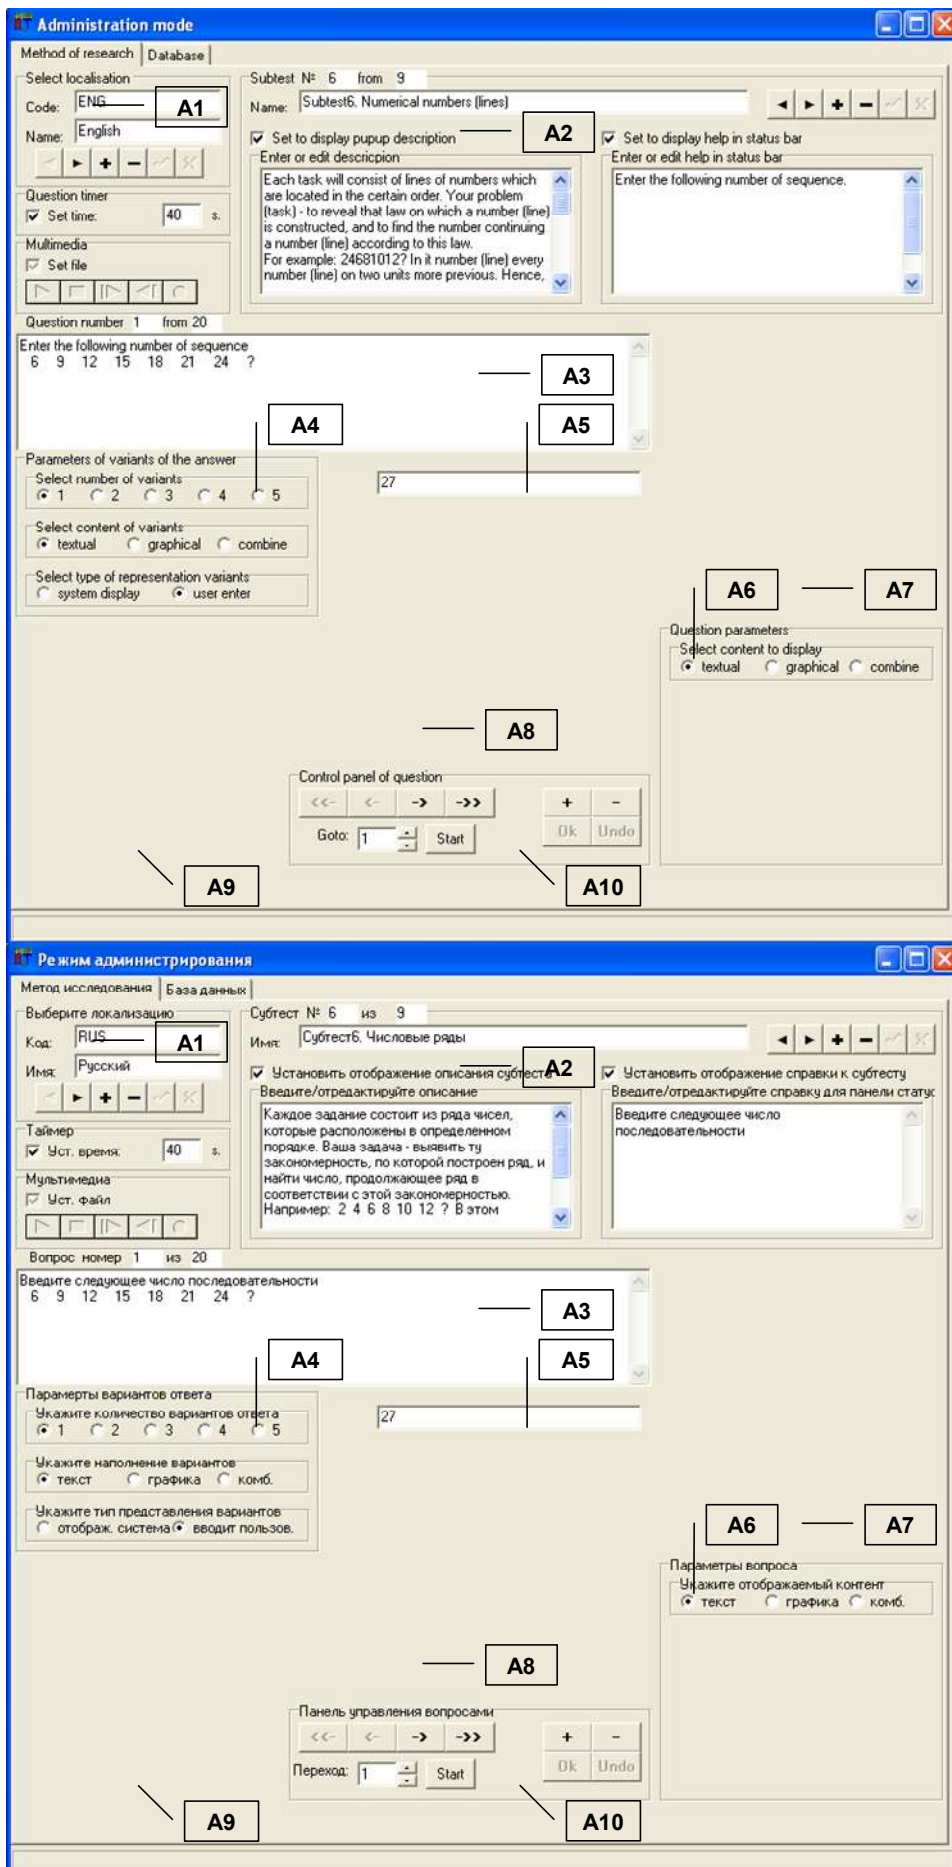 Administration mode
Method of research Database
Select localisation
Code: ENG A1
Name: English
Subtest № 6 from 9
Name: Subtest6. Numerical numbers (lines)
Set to display pupup description A2
Enter or edit descricpion
Each task will consist of lines of numbers which
are located in the certain order. Your problem
(task) - to reveal that law on which a number (line)
is constructed, and to find the number continuing
a number (line) according to this law.
For example: 24681012? In it number (line) every
number (line) on two units more previous. Hence,
Set to display help in status bar
Enter or edit help in status bar
Enter the following number of sequence.
Question timer
Set time: 40 s.
Multimedia
Set file
Question number 1 from 20
Enter the following number of sequence
6 9 12 15 18 21 24 ?
A3
A4
A5
Parameters of variants of the answer
Select number of variants
1 2 3 4 5
27
Select content of variants
textual graphical combine
Select type of representation variants
system display user enter
A6 A7
Question parameters
Select content to display
textual graphical combine
A8
Control panel of question
<<- <- -> ->> + -
Goto: 1 Start Ok Undo
A9 A10
Режим администрирования
Метод исследования База данных
Выберите локализацию
Код: RUS A1
Имя: Русский
Субтест № 6 из 9
Имя: Субтест6. Числовые ряды
Установить отображение описания субтеста A2
Введите/отредактируйте описание
Каждое задание состоит из ряда чисел,
которые расположены в определенном
порядке. Ваша задача - выявить ту
закономерность, по которой построен ряд, и
найти число, продолжающее ряд в
соответствии с этой закономерностью.
Например: 2 4 6 8 10 12 ? В этом
Установить отображение справки к субтесту
Введите/отредактируйте справку для панели статус
Введите следующее число
последовательности
Таймер
Уст. время: 40 s.
Мультимедиа
Уст. файл
Вопрос номер 1 из 20
Введите следующее число последовательности
6 9 12 15 18 21 24 ?
A3
A4
A5
Парамерты вариантов ответа
Укажите количество вариантов ответа
1 2 3 4 5
27
Укажите наполнение вариантов
текст графика комб.
Укажите тип представления вариантов
отображ. система вводит пользов.
A6 A7
Параметры вопроса
Укажите отображаемый контент
текст графика комб.
A8
Панель управления вопросами
<<- <- -> ->> + -
Переход: 1 Start Ok Undo
A9 A10